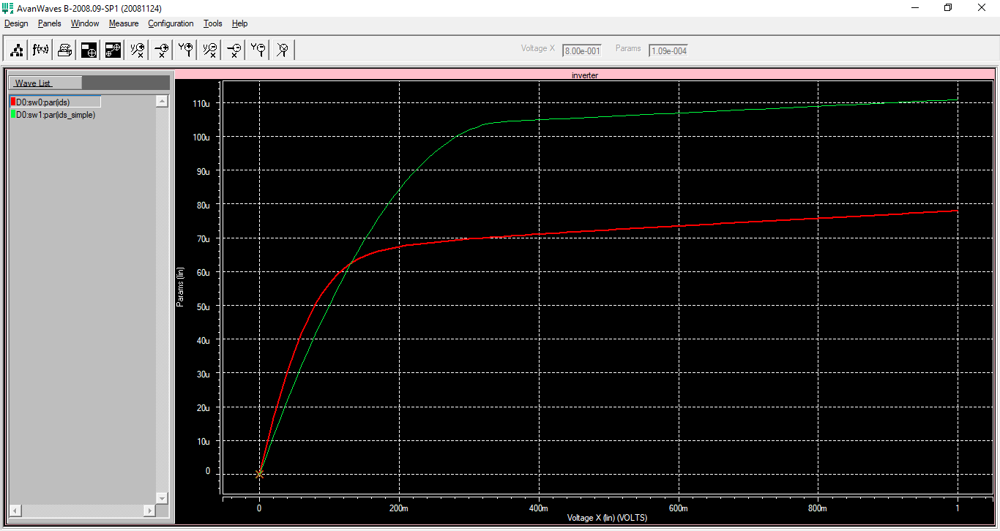 AvanWaves B-2008.09-SP1 (20081124)
Design Panels Window Measure Configuration Tools Help
f(x) Y/X X Y Y/X X Y Voltage X 8.00e-001 Params 1.09e-004
Wave List
D0:sw0:par(ids)
D0:sw1:par(ids_simple)
inverter
110u
100u
90u
80u
70u
60u
50u
40u
30u
20u
10u
0
Params (lin)
0 200m 400m 600m 800m 1
Voltage X (lin) (VOLTS)